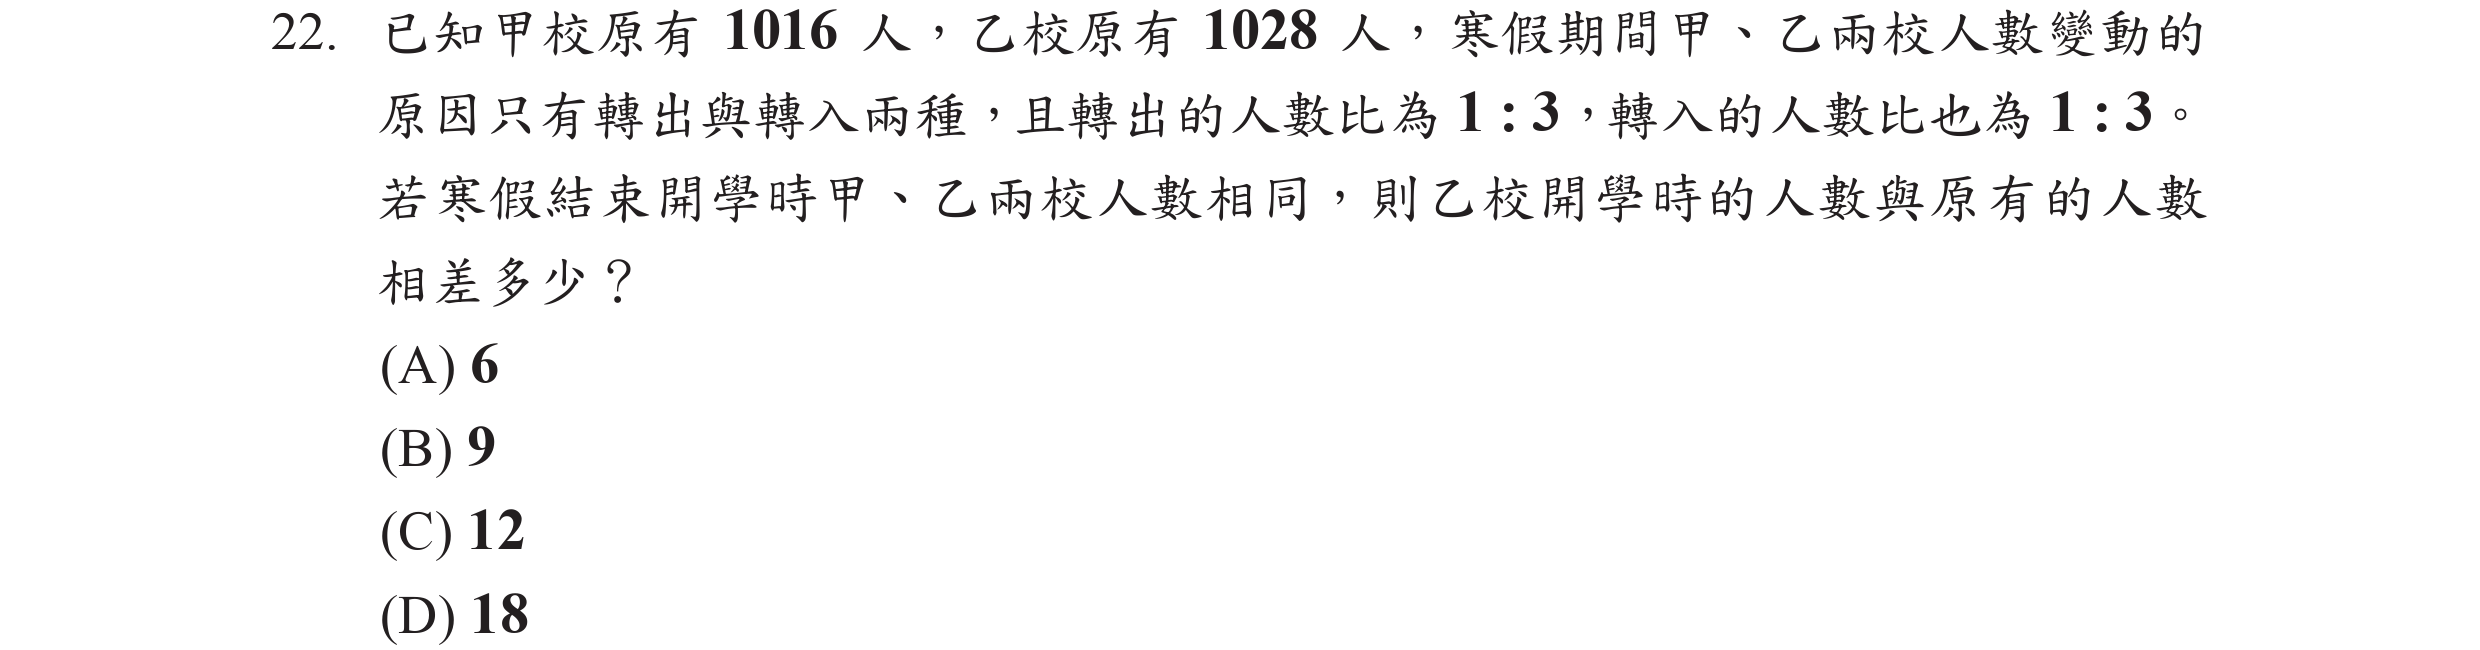 22. 已知甲校原有 1016 人，乙校原有 1028 人，寒假期間甲、乙兩校人數變動的
原因只有轉出與轉入兩種，且轉出的人數比為 1：3，轉入的人數比也為 1：3。
若寒假結束開學時甲、乙兩校人數相同，則乙校開學時的人數與原有的人數
相差多少？
(A) 6
(B) 9
(C) 12
(D) 18